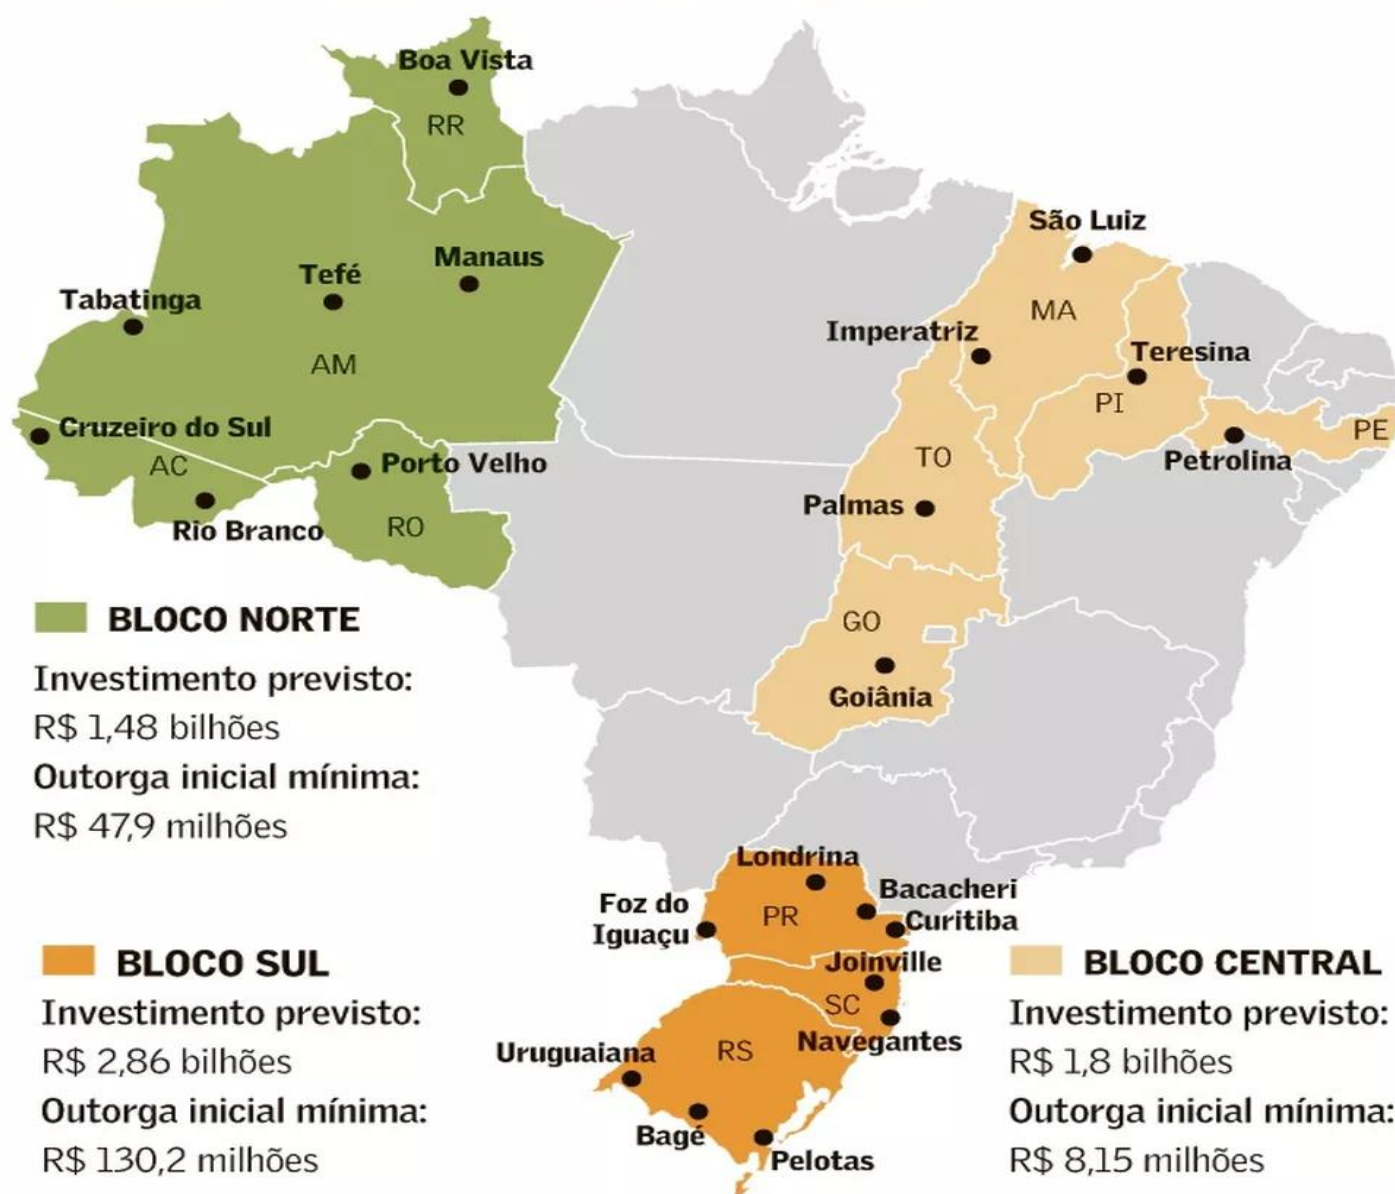 Boa Vista
RR
São Luiz
Manaus
Tefé
Tabatinga
MA
Imperatriz
Teresina
AM
PI
Cruzeiro do Sul
PE
AC
Porto Velho
TO
Petrolina
Palmas
Rio Branco
RO
BLOCO NORTE
Investimento previsto:
R$ 1,48 bilhões
Outorga inicial mínima:
R$ 47,9 milhões
GO
Goiânia
Londrina
Bacacheri
Foz do
Iguaçu
PR
Curitiba
Joinville
SC
Navegantes
Uruguaiana
RS
Bagé
Pelotas
BLOCO SUL
Investimento previsto:
R$ 2,86 bilhões
Outorga inicial mínima:
R$ 130,2 milhões
BLOCO CENTRAL
Investimento previsto:
R$ 1,8 bilhões
Outorga inicial mínima:
R$ 8,15 milhões